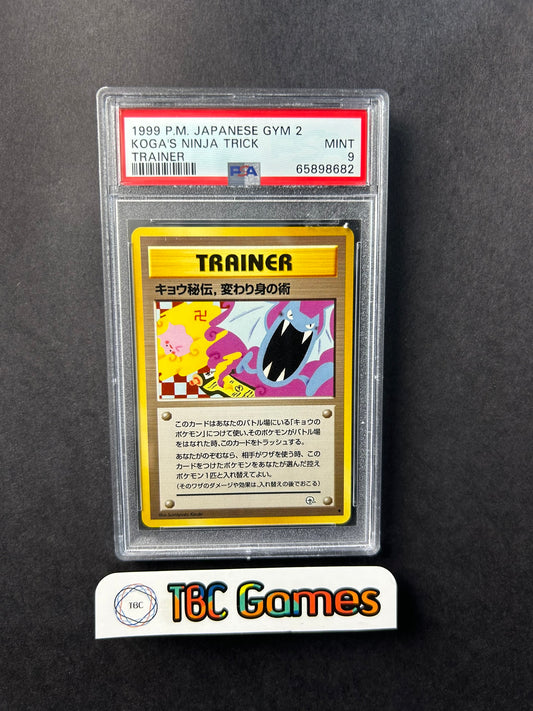 1999 P.M. JAPANESE GYM 2
KOGA'S NINJA TRICK MINT
TRAINER 9
PSA 65898682
TRAINER
キョウ秘伝，変わり身の術
卍
このカードはあなたのバトル場にいる「キョウの
ポケモン」につけて使い、そのポケモンがバトル場
をはなれた時、このカードをトラッシュする。
あなたがのぞむなら、相手がワザを使う時、この
カードをつけたポケモンをあなたが選んだ控え
ポケモン1匹と入れ替えてよい。
（そのワザのダメージや効果は、入れ替えの後でおこる）
Illus. Sumiyoshi Kizuki
TBC
TBC Games